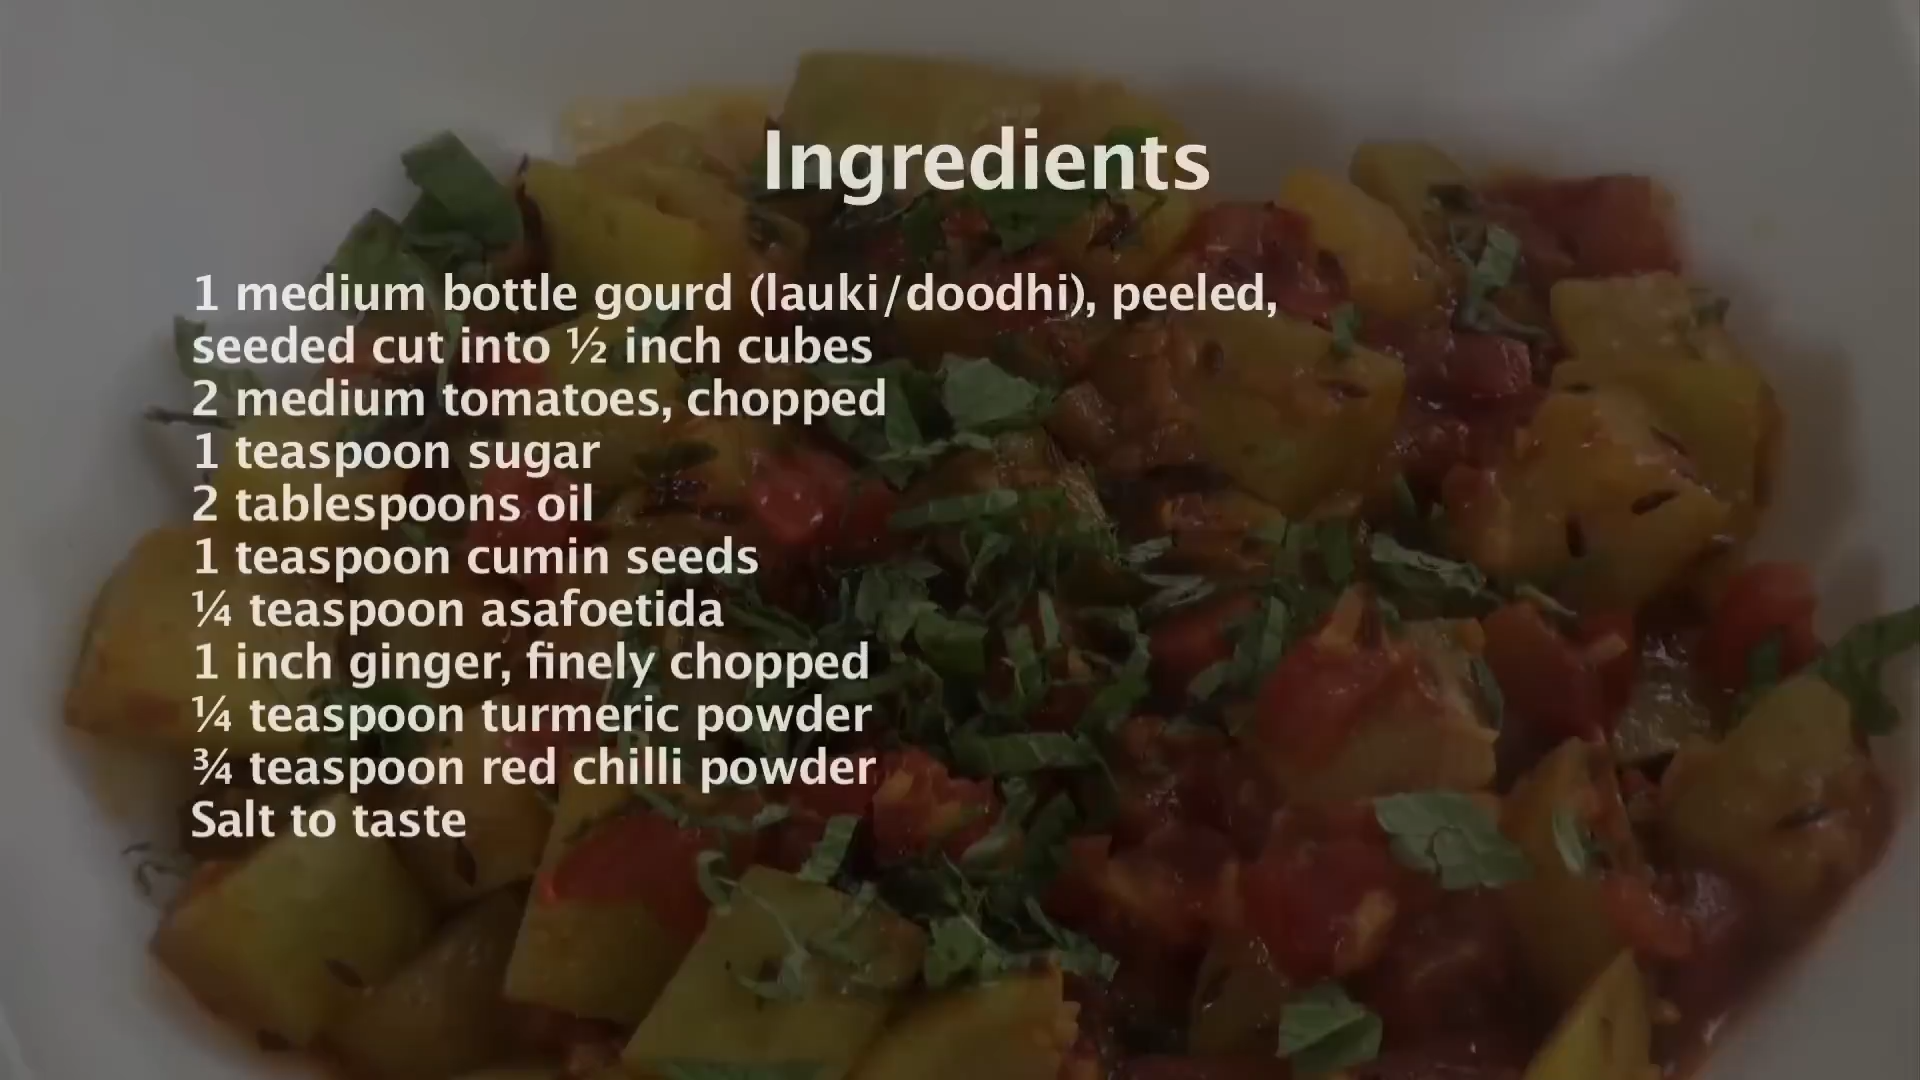 Ingredients
1 medium bottle gourd (lauki/doodhi), peeled,
seeded cut into ½ inch cubes
2 medium tomatoes, chopped
1 teaspoon sugar
2 tablespoons oil
1 teaspoon cumin seeds
¼ teaspoon asafoetida
1 inch ginger, finely chopped
¼ teaspoon turmeric powder
¾ teaspoon red chilli powder
Salt to taste